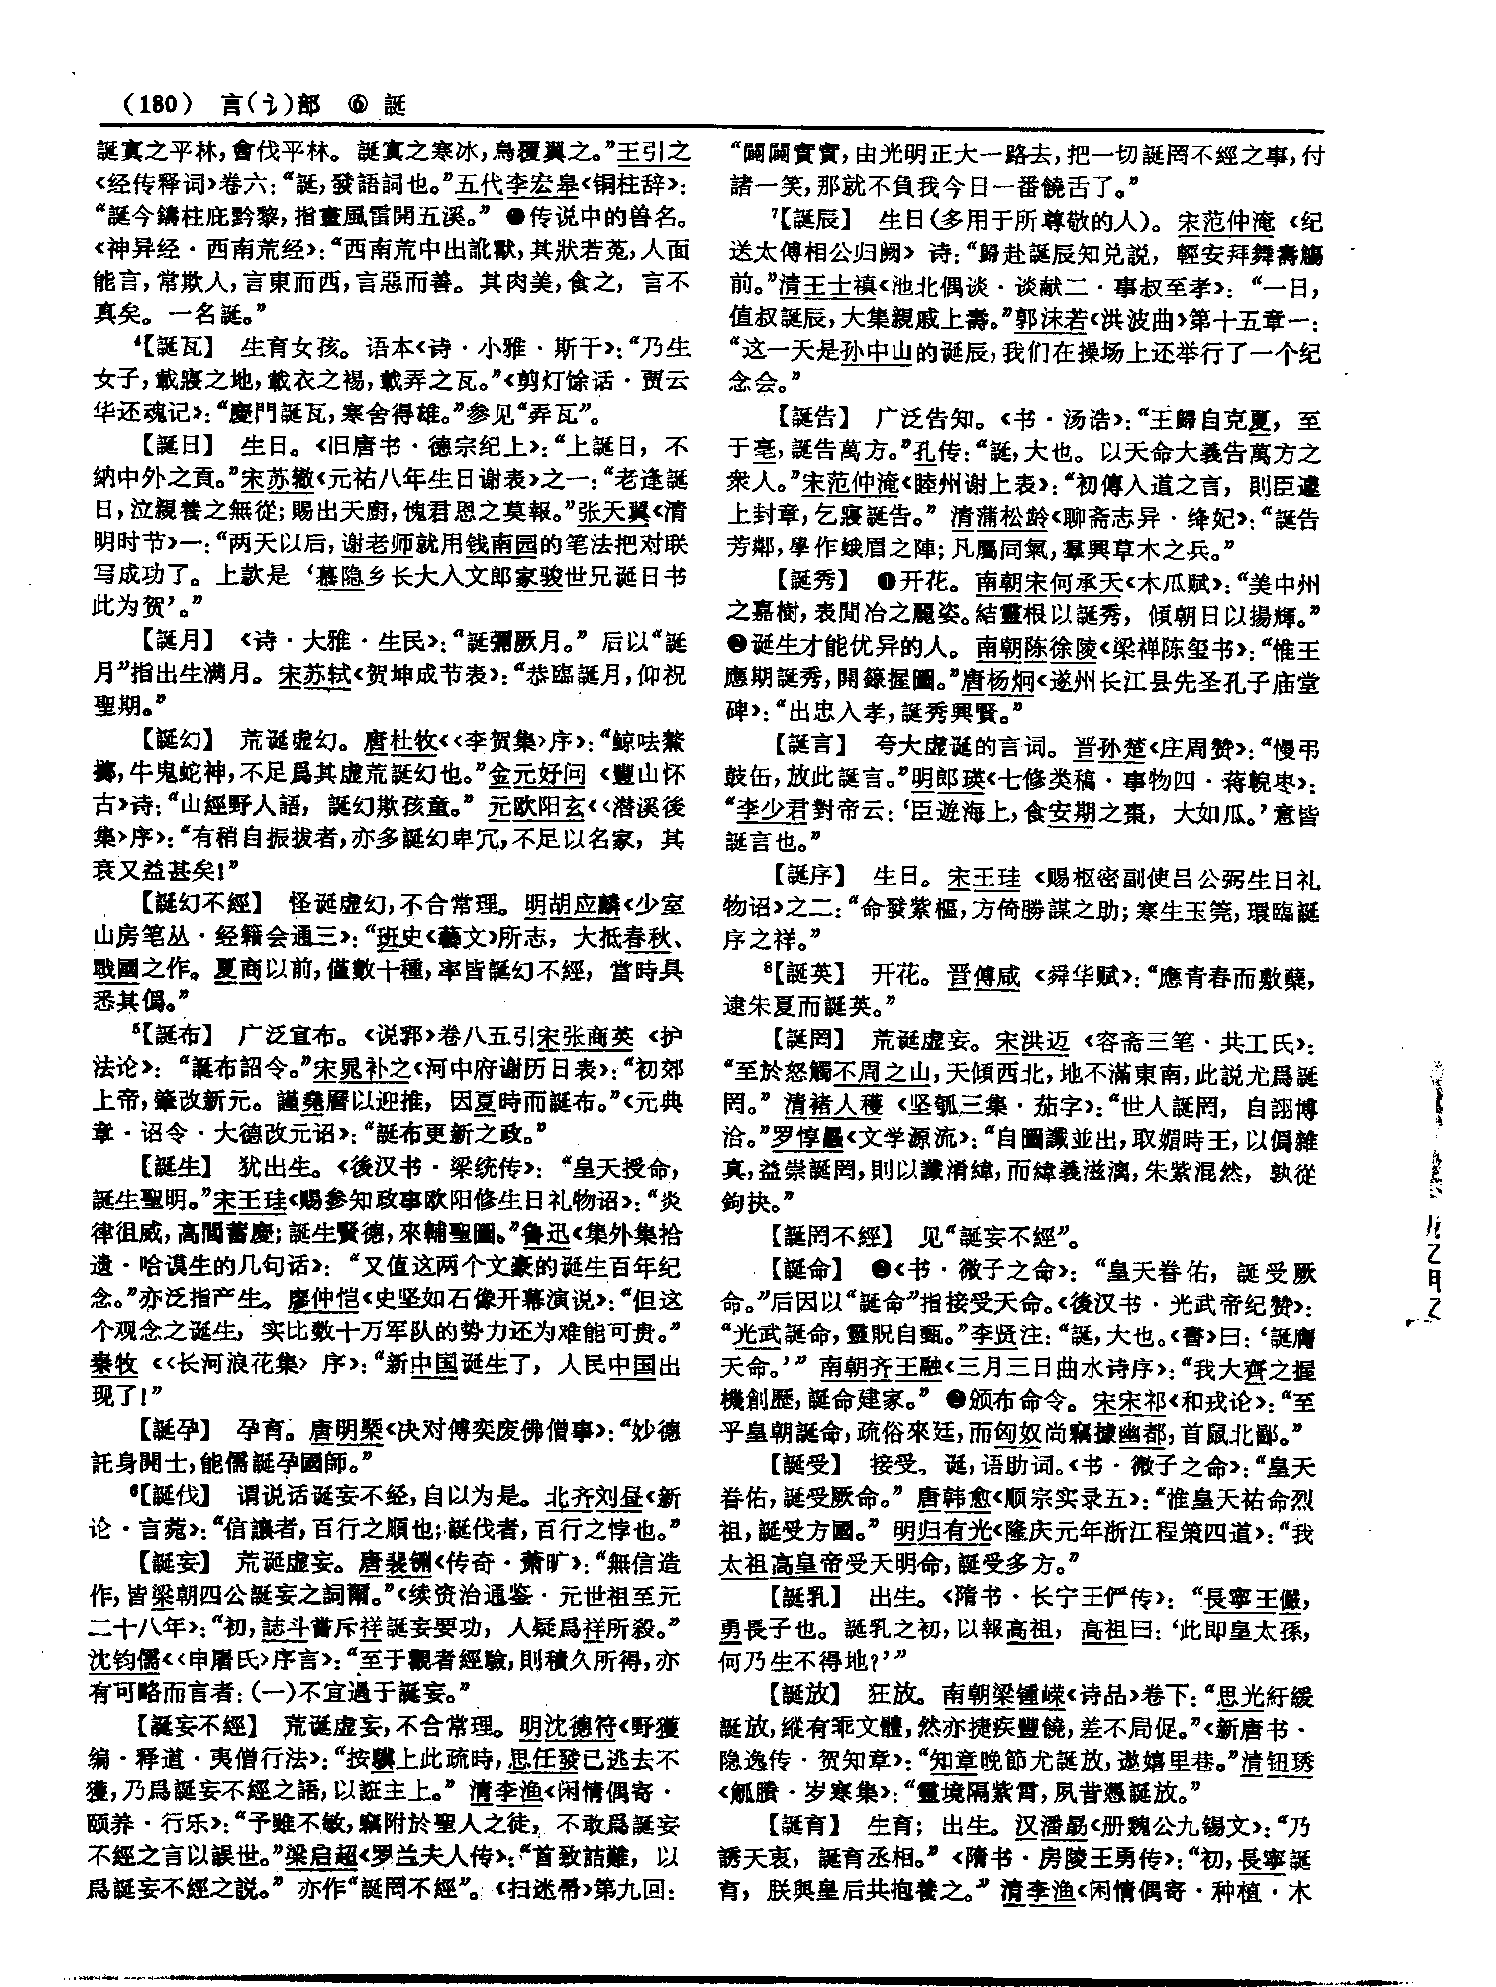 （180） 言（讠）部 ⑥ 誕
誕寘之平林，會伐平林。 誕寘之寒冰，鳥覆翼之。”王引之
《经传释词》卷六：“誕，發語詞也。”五代李宏皋《铜柱辞》：
“誕今鑄柱庇黔黎，指畫風雷開五溪。” ●传说中的兽名。
《神异经·西南荒经》：“西南荒中出訛獸，其狀若菟，人面
能言，常欺人，言東而西，言惡而善。 其肉美，食之，言不
真矣。 一名誕。”
4【誕瓦】 生育女孩。 语本《诗·小雅·斯干》：“乃生
女子，載寢之地，載衣之裼，載弄之瓦。”《剪灯馀话·贾云
华还魂记》：“慶門誕瓦，寒舍得雄。”参见“弄瓦”。
【誕日】 生日。《旧唐书·德宗纪上》：“上誕日，不
納中外之貢。”宋苏辙《元祐八年生日谢表》之一：“老逢誕
日，泣親養之無從；賜出天廚，愧君恩之莫報。”张天翼《清
明时节》一：“两天以后，谢老师就用钱南园的笔法把对联
写成功了。 上款是‘慕隐乡长大人文郎家骏世兄诞日书
此为贺’。”
【誕月】 《诗·大雅·生民》：“誕彌厥月。” 后以“誕
月”指出生满月。 宋苏轼《贺坤成节表》：“恭臨誕月，仰祝
聖期。”
【誕幻】 荒诞虚幻。 唐杜牧《〈李贺集〉序》：“鲸呿鰲
擲，牛鬼蛇神，不足爲其虚荒誕幻也。”金元好问《豐山怀
古》诗：“山經野人語，誕幻欺孩童。” 元欧阳玄《〈潜溪後
集〉序》：“有稍自振拔者，亦多誕幻卑冗，不足以名家，其
衰又益甚矣！”
【誕幻不經】 怪诞虚幻，不合常理。 明胡应麟《少室
山房笔丛·经籍会通三》：“班史《藝文》所志，大抵春秋、
戰國之作。夏商以前，僅數十種，率皆誕幻不經，當時具
悉其僞。”
5【誕布】 广泛宣布。《说郛》卷八五引宋张商英《护
法论》：“誕布詔令。”宋晁补之《河中府谢历日表》：“初郊
上帝，肇改新元。 謹堯曆以迎推，因夏時而誕布。”《元典
章·诏令·大德改元诏》：“誕布更新之政。”
【誕生】 犹出生。《後汉书·梁统传》：“皇天授命，
誕生聖明。”宋王珪《赐参知政事欧阳修生日礼物诏》：“炎
律徂威，高閎蓄慶；誕生賢德，來輔聖圖。”鲁迅《集外集拾
遗·哈谟生的几句话》：“又值这两个文豪的诞生百年纪
念。”亦泛指产生。 廖仲恺《史坚如石像开幕演说》：“但这
个观念之诞生，实比数十万军队的势力还为难能可贵。”
秦牧《〈长河浪花集〉序》：“新中国诞生了，人民中国出
现了！”
【誕孕】 孕育。唐明槩《决对傅奕废佛僧事》：“妙德
託身開士，能儒誕孕國師。”
6【誕伐】 谓说话诞妄不经，自以为是。 北齐刘昼《新
论·言菀》：“信讓者，百行之順也；誕伐者，百行之悖也。”
【誕妄】 荒诞虚妄。 唐裴铏《传奇·萧旷》：“無信造
作，皆梁朝四公誕妄之詞爾。”《续资治通鉴·元世祖至元
二十八年》：“初，誌斗嘗斥祥誕妄要功，人疑爲祥所殺。”
沈钧儒《〈申屠氏〉序言》：“至于觀者經驗，則積久所得，亦
有可略而言者：（一）不宜過于誕妄。”
【誕妄不經】 荒诞虚妄，不合常理。 明沈德符《野獲
编·释道·夷僧行法》：“按驥上此疏時，思任發已逃去不
獲，乃爲誕妄不經之語，以誑主上。” 清李渔《闲情偶寄·
颐养·行乐》：“予雖不敏，竊附於聖人之徒，不敢爲誕妄
不經之言以誤世。”梁启超《罗兰夫人传》：“首致詰難，以
爲誕妄不經之説。” 亦作“誕罔不經”。《扫迷帚》第九回：
“闢闢實實，由光明正大一路去，把一切誕罔不經之事，付
諸一笑，那就不負我今日一番饒舌了。”
7【誕辰】 生日（多用于所尊敬的人）。 宋范仲淹《纪
送太傅相公归阙》诗：“歸赴誕辰知兑説，輕安拜舞壽觴
前。”清王士禛《池北偶谈·谈献二·事叔至孝》：“一日，
值叔誕辰，大集親戚上壽。”郭沫若《洪波曲》第十五章一：
“这一天是孙中山的诞辰，我们在操场上还举行了一个纪
念会。”
【誕告】 广泛告知。《书·汤诰》：“王歸自克夏，至
于亳，誕告萬方。”孔传：“誕，大也。 以天命大義告萬方之
衆人。”宋范仲淹《睦州谢上表》：“初傳入道之言，則臣遽
上封章，乞寢誕告。” 清蒲松龄《聊斋志异·绛妃》：“誕告
芳鄰，學作蛾眉之陣；凡屬同氣，羣興草木之兵。”
【誕秀】 ❶开花。 南朝宋何承天《木瓜赋》：“美中州
之嘉樹，表閒冶之麗姿。結靈根以誕秀，傾朝日以揚輝。”
❷诞生才能优异的人。 南朝陈徐陵《梁禅陈玺书》：“惟王
應期誕秀，開籙握圖。”唐杨炯《遂州长江县先圣孔子庙堂
碑》：“出忠入孝，誕秀興賢。”
【誕言】 夸大虚诞的言词。 晋孙楚《庄周赞》：“慢弔
鼓缶，放此誕言。”明郎瑛《七修类稿·事物四·蒋貌枣》：
“李少君對帝云：‘臣遊海上，食安期之棗，大如瓜。’意皆
誕言也。”
【誕序】 生日。 宋王珪《赐枢密副使吕公弼生日礼
物诏》之二：“命發紫樞，方倚勝謀之助；寒生玉筦，環臨誕
序之祥。”
8【誕英】 开花。 晋傅咸《舜华赋》：“應青春而敷蘖，
逮朱夏而誕英。”
【誕罔】 荒诞虚妄。 宋洪迈《容斋三笔·共工氏》：
“至於怒觸不周之山，天傾西北，地不滿東南，此説尤爲誕
罔。” 清褚人穫《坚瓠三集·茄字》：“世人誕罔，自詡博
洽。”罗惇曧《文学源流》：“自圖讖並出，取媚時王，以僞雜
真，益崇誕罔，則以讖淆緯，而緯義滋漓，朱紫混然，孰從
鉤抉。”
【誕罔不經】 见“誕妄不經”。
【誕命】 ❶《书·微子之命》：“皇天眷佑，誕受厥
命。”后因以“誕命”指接受天命。《後汉书·光武帝纪赞》：
“光武誕命，靈貺自甄。”李贤注：“誕，大也。《書》曰：‘誕膺
天命。’” 南朝齐王融《三月三日曲水诗序》：“我大齊之握
機創歷，誕命建家。” ❷颁布命令。 宋宋祁《和戎论》：“至
乎皇朝誕命，疏俗來廷，而匈奴尚竊據幽都，首鼠北鄙。”
【誕受】 接受。 诞，语助词。《书·微子之命》：“皇天
眷佑，誕受厥命。” 唐韩愈《顺宗实录五》：“惟皇天祐命烈
祖，誕受方國。” 明归有光《隆庆元年浙江程策四道》：“我
太祖高皇帝受天明命，誕受多方。”
【誕乳】 出生。《隋书·长宁王俨传》：“長寧王儼，
勇長子也。 誕乳之初，以報高祖，高祖曰：‘此即皇太孫，
何乃生不得地？’”
【誕放】 狂放。 南朝梁锺嵘《诗品》卷下：“思光紆緩
誕放，縱有乖文體，然亦捷疾豐饒，差不局促。”《新唐书·
隐逸传·贺知章》：“知章晚節尤誕放，遨嬉里巷。”清钮琇
《觚賸·岁寒集》：“靈境隔紫霄，夙昔憑誕放。”
【誕育】 生育；出生。 汉潘勗《册魏公九锡文》：“乃
誘天衷，誕育丞相。” 《隋书·房陵王勇传》：“初，長寧誕
育，朕與皇后共抱養之。” 清李渔《闲情偶寄·种植·木